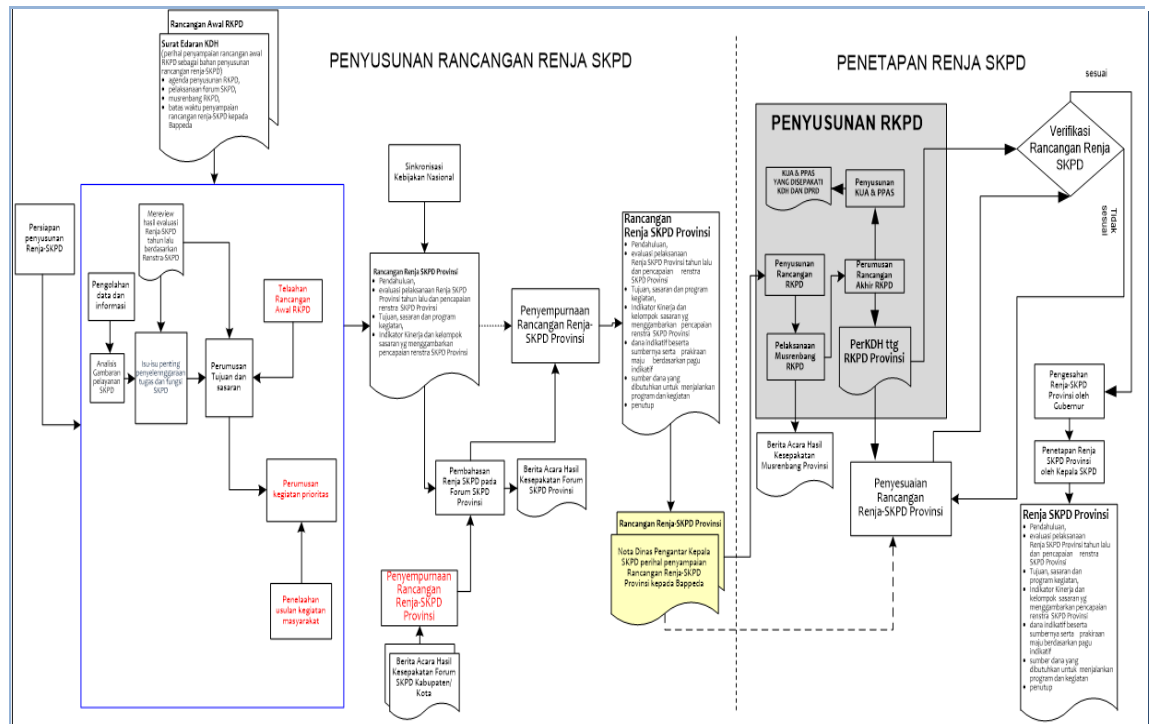 Rancangan Awal RKPD
Surat Edaran KDH
(perihal penyampaian rancangan awal
RKPD sebagai bahan penyusunan
rancangan renja-SKPD)
• agenda penyusunan RKPD,
• pelaksanaan forum SKPD,
• musrenbang RKPD,
• batas waktu penyampaian
rancangan renja-SKPD kepada
Bappeda
PENYUSUNAN RANCANGAN RENJA SKPD
Persiapan
penyusunan
Renja-SKPD
Mereview
hasil evaluasi
Renja-SKPD
tahun lalu
berdasarkan
Renstra-SKPD
Pengolahan
data dan
informasi
Telaahan
Rancangan
Awal RKPD
Analisis
Gambaran
pelayanan
SKPD
Isu-isu penting
penyelenggaraan
tugas dan fungsi
SKPD
Perumusan
Tujuan dan
sasaran
Perumusan
kegiatan prioritas
Penelaahan
usulan kegiatan
masyarakat
Sinkronisasi
Kebijakan Nasional
Rancangan Renja SKPD Provinsi
• Pendahuluan,
• evaluasi pelaksanaan Renja SKPD
Provinsi tahun lalu dan pencapaian
renstra SKPD Provinsi
• Tujuan, sasaran dan program
kegiatan,
• Indikator Kinerja dan kelompok
sasaran yg menggambarkan
pencapaian renstra SKPD Provinsi
Penyempurnaan
Rancangan Renja-
SKPD Provinsi
Pembahasan
Renja SKPD pada
Forum SKPD
Provinsi
Berita Acara Hasil
Kesepakatan Forum
SKPD Provinsi
Penyempurnaan
Rancangan
Renja-SKPD
Provinsi
Berita Acara Hasil
Kesepakatan Forum
SKPD Kabupaten/
Kota
Rancangan
Renja SKPD Provinsi
• Pendahuluan,
• evaluasi pelaksanaan
Renja SKPD Provinsi tahun lalu
dan pencapaian renstra
SKPD Provinsi
• Tujuan, sasaran dan program
kegiatan,
• Indikator Kinerja dan
kelompok sasaran yg
menggambarkan pencapaian
renstra SKPD Provinsi
• dana indikatif beserta
sumbernya serta prakiraan
maju berdasarkan pagu
indikatif
• sumber dana yang
dibutuhkan untuk menjalankan
program dan kegiatan
• penutup
Rancangan Renja-SKPD Provinsi
Nota Dinas Pengantar Kepala
SKPD perihal penyampaian
Rancangan Renja-SKPD
Provinsi kepada Bappeda
PENETAPAN RENJA SKPD
PENYUSUNAN RKPD
KUA & PPAS
YANG DISEPAKATI
KDH DAN DPRD
Penyusunan
KUA & PPAS
Penyusunan
Rancangan
RKPD
Perumusan
Rancangan
Akhir RKPD
Pelaksanaan
Musrenbang
RKPD
PerKDH ttg
RKPD Provinsi
Berita Acara Hasil
Kesepakatan
Musrenbang Provinsi
Penyesuaian
Rancangan
Renja-SKPD Provinsi
sesuai
Verifikasi
Rancangan Renja
SKPD
Tidak
sesuai
Pengesahan
Renja-SKPD
Provinsi oleh
Gubernur
Penetapan Renja
SKPD Provinsi
oleh Kepala SKPD
Renja SKPD Provinsi
• Pendahuluan,
• evaluasi pelaksanaan
Renja SKPD Provinsi tahun lalu
dan pencapaian renstra
SKPD Provinsi
• Tujuan, sasaran dan
program kegiatan,
• Indikator Kinerja dan
kelompok sasaran yg
menggambarkan pencapaian
renstra SKPD Provinsi
• dana indikatif beserta
sumbernya serta prakiraan
maju berdasarkan pagu
indikatif
• sumber dana yang
dibutuhkan untuk menjalankan
program dan kegiatan
• penutup